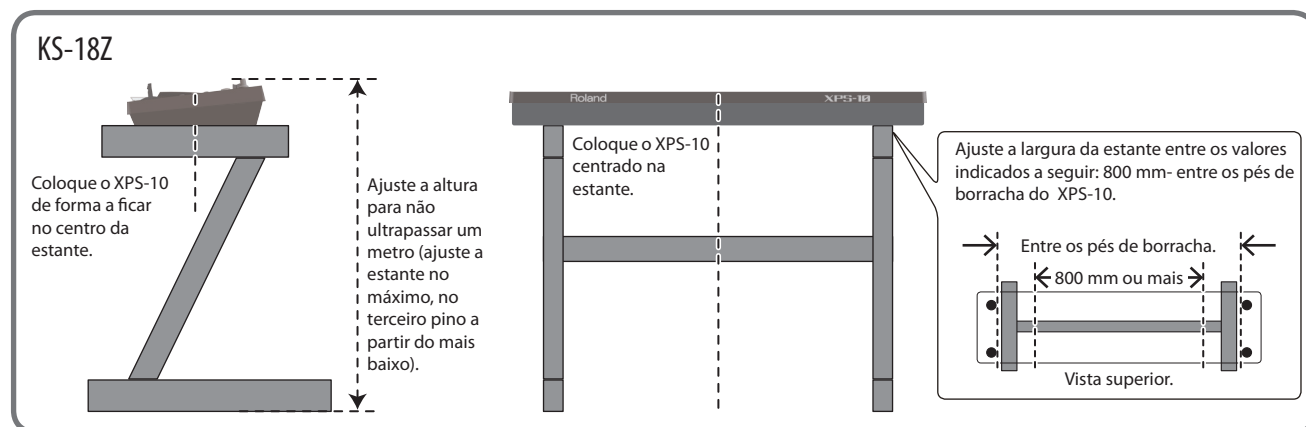 KS-18Z
Coloque o XPS-10
de forma a ficar
no centro da
estante.
Ajuste a altura
para não
ultrapassar um
metro (ajuste a
estante no
máximo, no
terceiro pino a
partir do mais
baixo).
Roland
XPS-10
Coloque o XPS-10
centrado na
estante.
Ajuste a largura da estante entre os valores
indicados a seguir: 800 mm- entre os pés de
borracha do XPS-10.
Entre os pés de borracha.
800 mm ou mais
Vista superior.